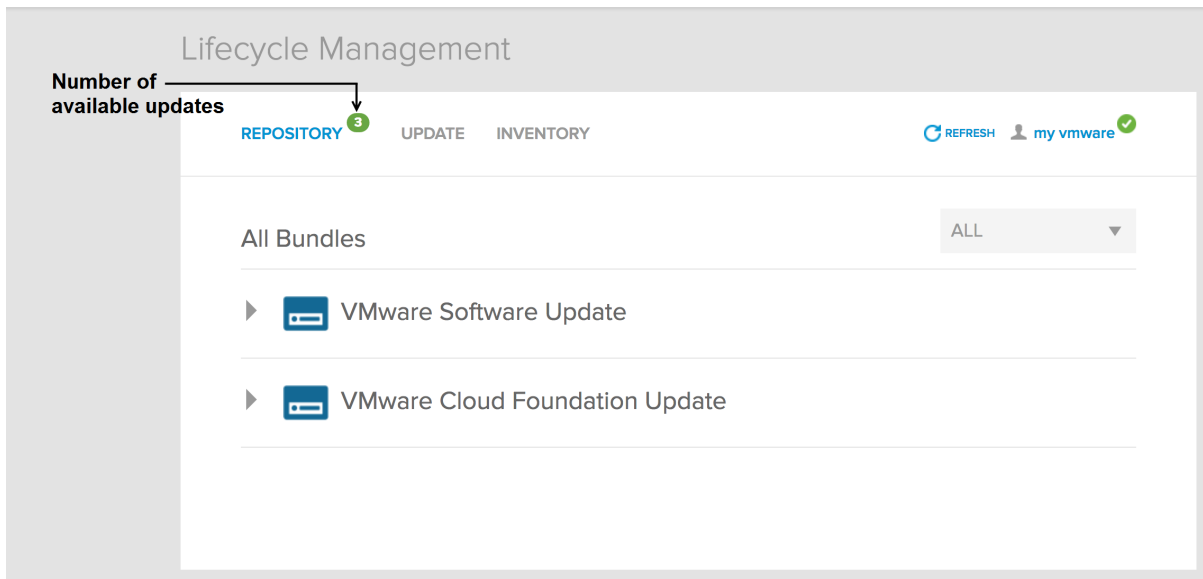 Lifecycle Management
Number of
available updates
REPOSITORY 3 UPDATE INVENTORY REFRESH my vmware
All Bundles ALL
VMware Software Update
VMware Cloud Foundation Update